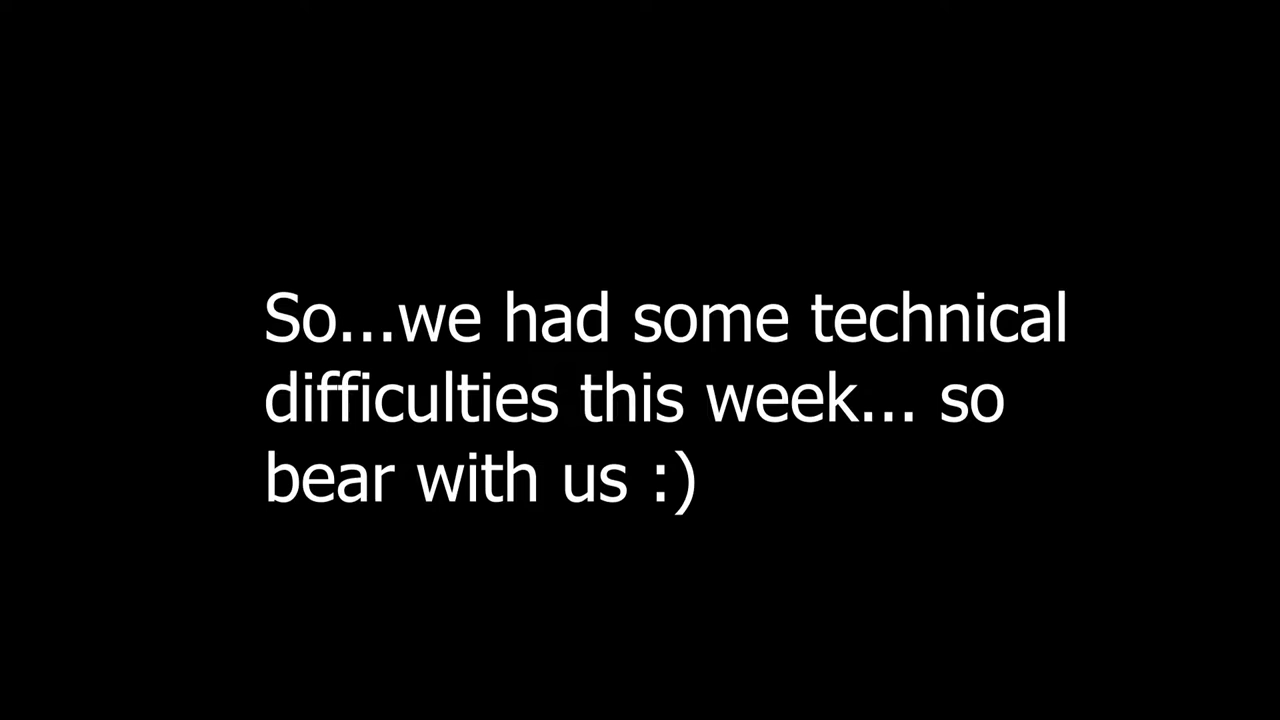 So...we had some technical
difficulties this week... so
bear with us :)